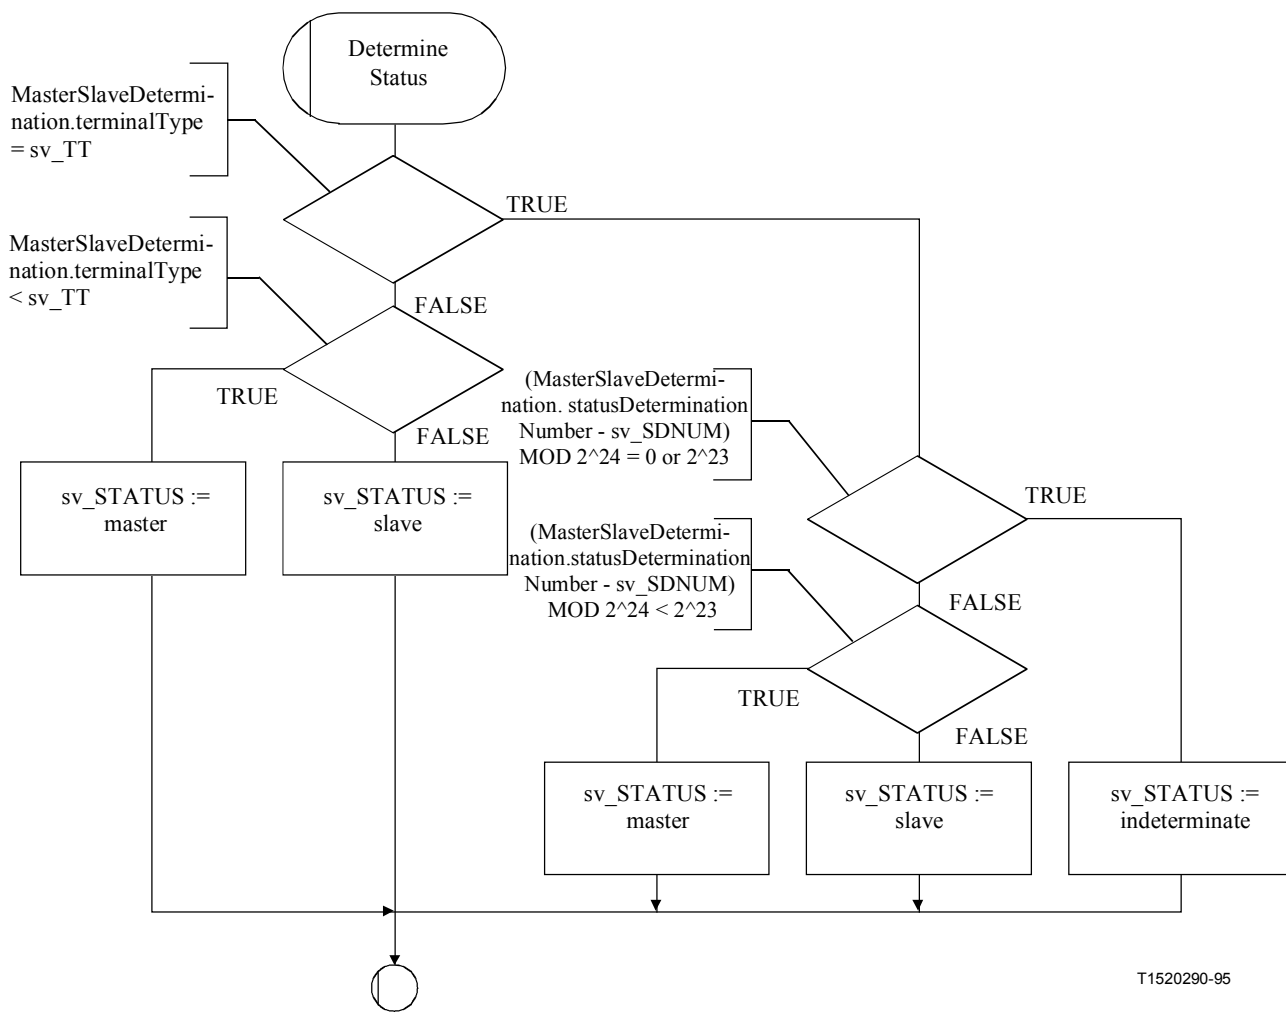 Determine
Status
MasterSlaveDetermi-
nation.terminalType
= sv_TT
TRUE
MasterSlaveDetermi-
nation.terminalType
< sv_TT
FALSE
TRUE
FALSE
(MasterSlaveDetermi-
nation. statusDetermination
Number - sv_SDNUM)
MOD 2^24 = 0 or 2^23
TRUE
sv_STATUS :=
master
sv_STATUS :=
slave
(MasterSlaveDetermi-
nation.statusDetermination
Number - sv_SDNUM)
MOD 2^24 < 2^23
FALSE
TRUE
FALSE
sv_STATUS :=
master
sv_STATUS :=
slave
sv_STATUS :=
indeterminate
T1520290-95